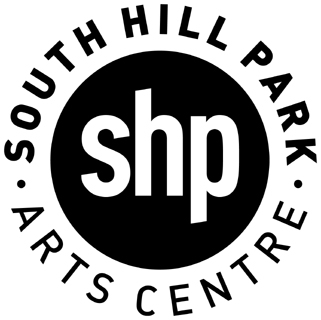 SOUTH HILL PARK
shp
· ARTS CENTRE ·